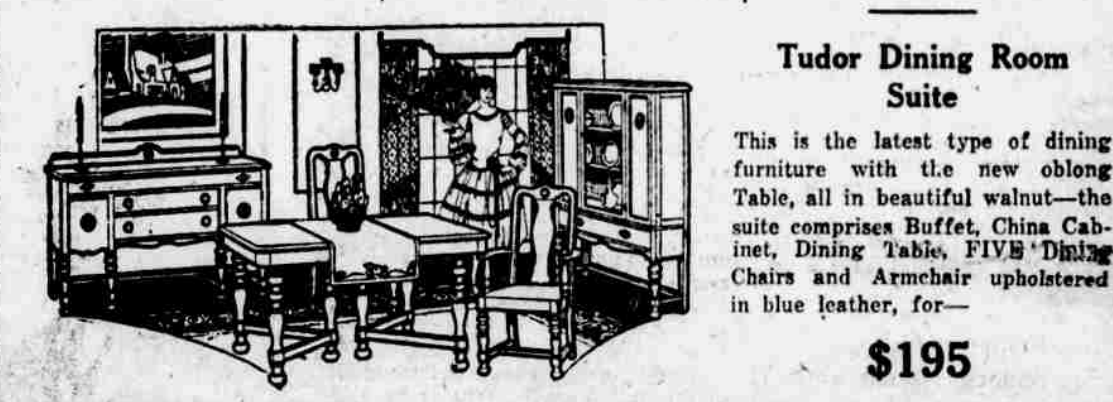 Tudor Dining Room
Suite
This is the latest type of dining
furniture with the new oblong
Table, all in beautiful walnut—the
suite comprises Buffet, China Cab-
inet, Dining Table, FIVE Dining
Chairs and Armchair upholstered
in blue leather, for—
$195